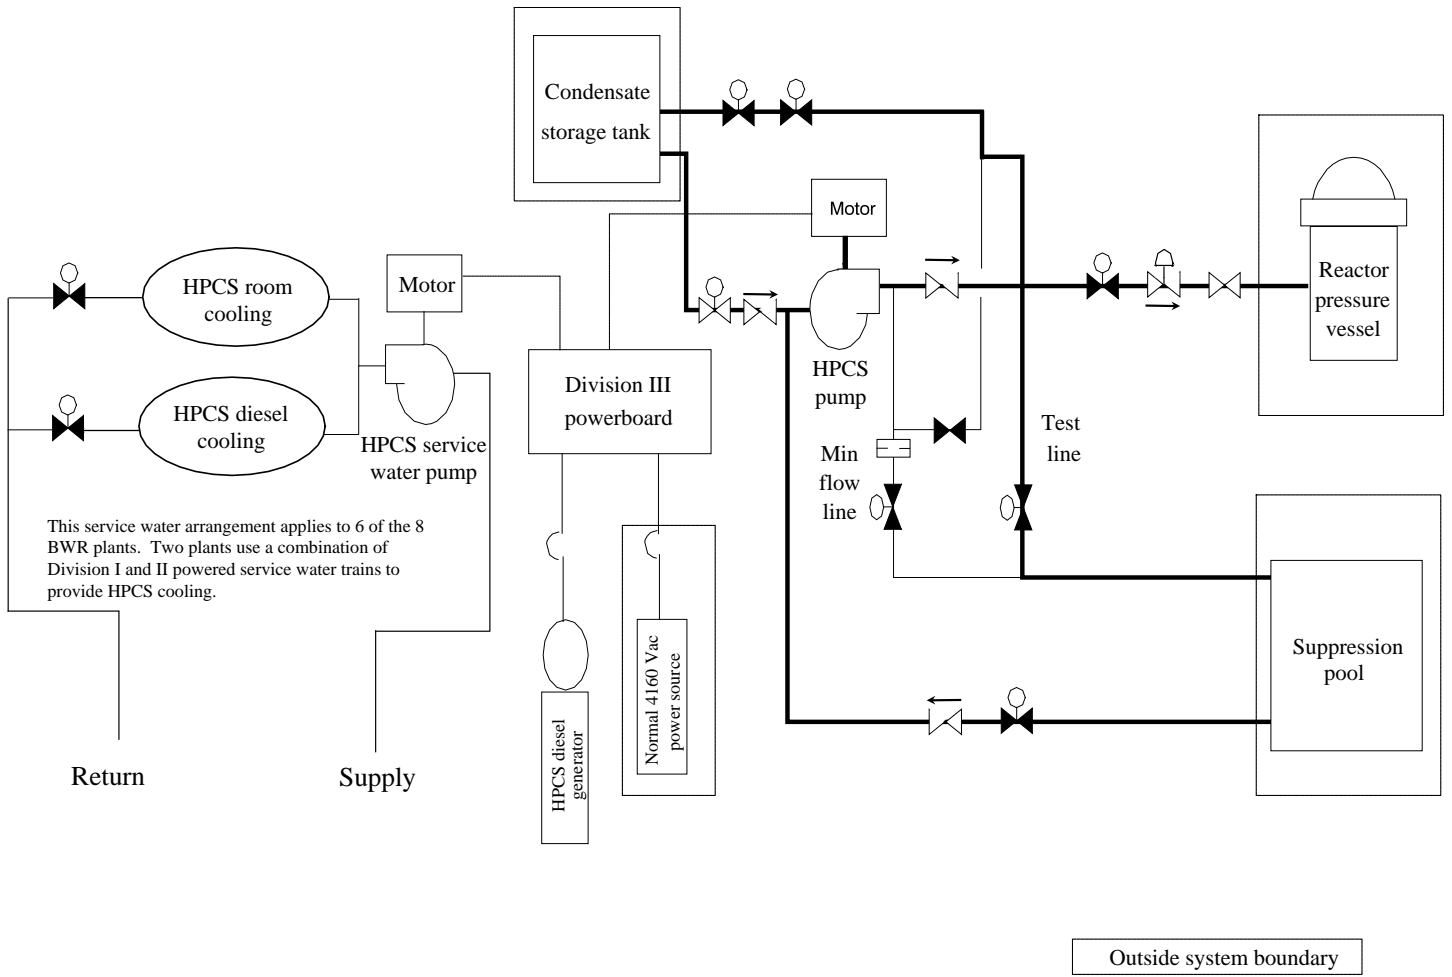 Condensate
storage tank
Motor
Reactor
pressure
vessel
HPCS room
cooling
Motor
HPCS
pump
Division III
powerboard
HPCS diesel
cooling
HPCS service
water pump
Test
line
Min
flow
line
This service water arrangement applies to 6 of the 8
BWR plants.  Two plants use a combination of
Division I and II powered service water trains to
provide HPCS cooling.
Suppression
pool
Normal 4160 Vac
power source
HPCS diesel
generator
Return
Supply
Outside system boundary